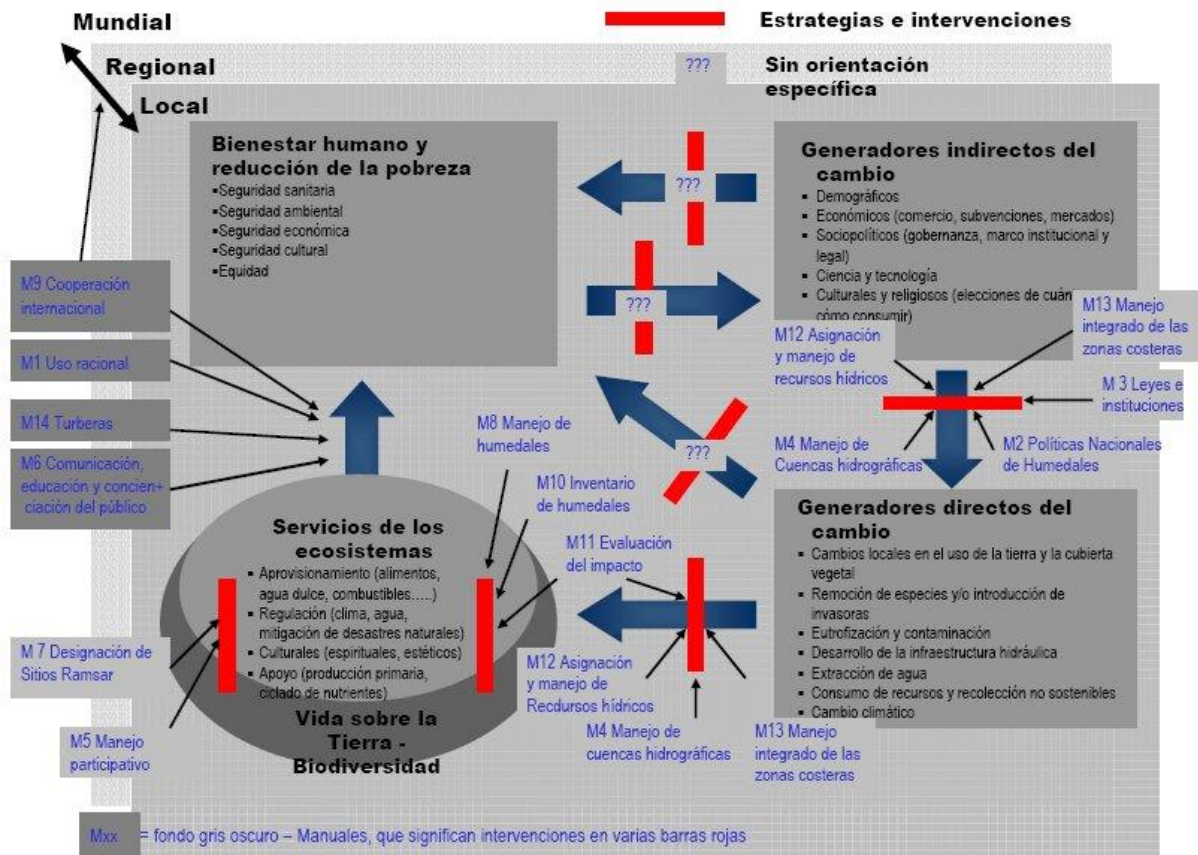 Mundial
Regional
Local
Estrategias e intervenciones
???
Sin orientación
específica
Bienestar humano y
reducción de la pobreza
▪Seguridad sanitaria
▪Seguridad ambiental
▪Seguridad económica
▪Seguridad cultural
▪Equidad
???
???
Generadores indirectos del
cambio
▪ Demográficos
▪ Económicos (comercio, subvenciones, mercados)
▪ Sociopolíticos (gobernanza, marco institucional y
legal)
▪ Ciencia y tecnología
▪ Culturales y religiosos (elecciones de cuán
cómo consumir)
M9 Cooperación
internacional
M1 Uso racional
M14 Turberas
M6 Comunicación,
educación y concien+
ciación del público
M12 Asignación
y manejo de
recursos hídricos
M13 Manejo
integrado de las
zonas costeras
M 3 Leyes e
instituciones
M4 Manejo de
Cuencas hidrográficas
M2 Políticas Nacionales
de Humedales
M8 Manejo de
humedales
???
M10 Inventario
de humedales
M11 Evaluación
del impacto
Servicios de los
ecosistemas
▪ Aprovisionamiento (alimentos,
agua dulce, combustibles…..)
▪ Regulación (clima, agua,
mitigación de desastres naturales)
▪ Culturales (espirituales, estéticos)
▪ Apoyo (producción primaria,
ciclado de nutrientes)
Vida sobre la
Tierra -
Biodiversidad
Generadores directos del
cambio
▪ Cambios locales en el uso de la tierra y la cubierta
vegetal
▪ Remoción de especies y/o introducción de
invasoras
▪ Eutrofización y contaminación
▪ Desarrollo de la infraestructura hidráulica
▪ Extracción de agua
▪ Consumo de recursos y recolección no sostenibles
▪ Cambio climático
M 7 Designación de
Sitios Ramsar
M5 Manejo
participativo
M12 Asignación
y manejo de
Recdursos hídricos
M4 Manejo de
cuencas hidrográficas
M13 Manejo
integrado de las
zonas costeras
Mxx = fondo gris oscuro – Manuales, que significan intervenciones en varias barras rojas